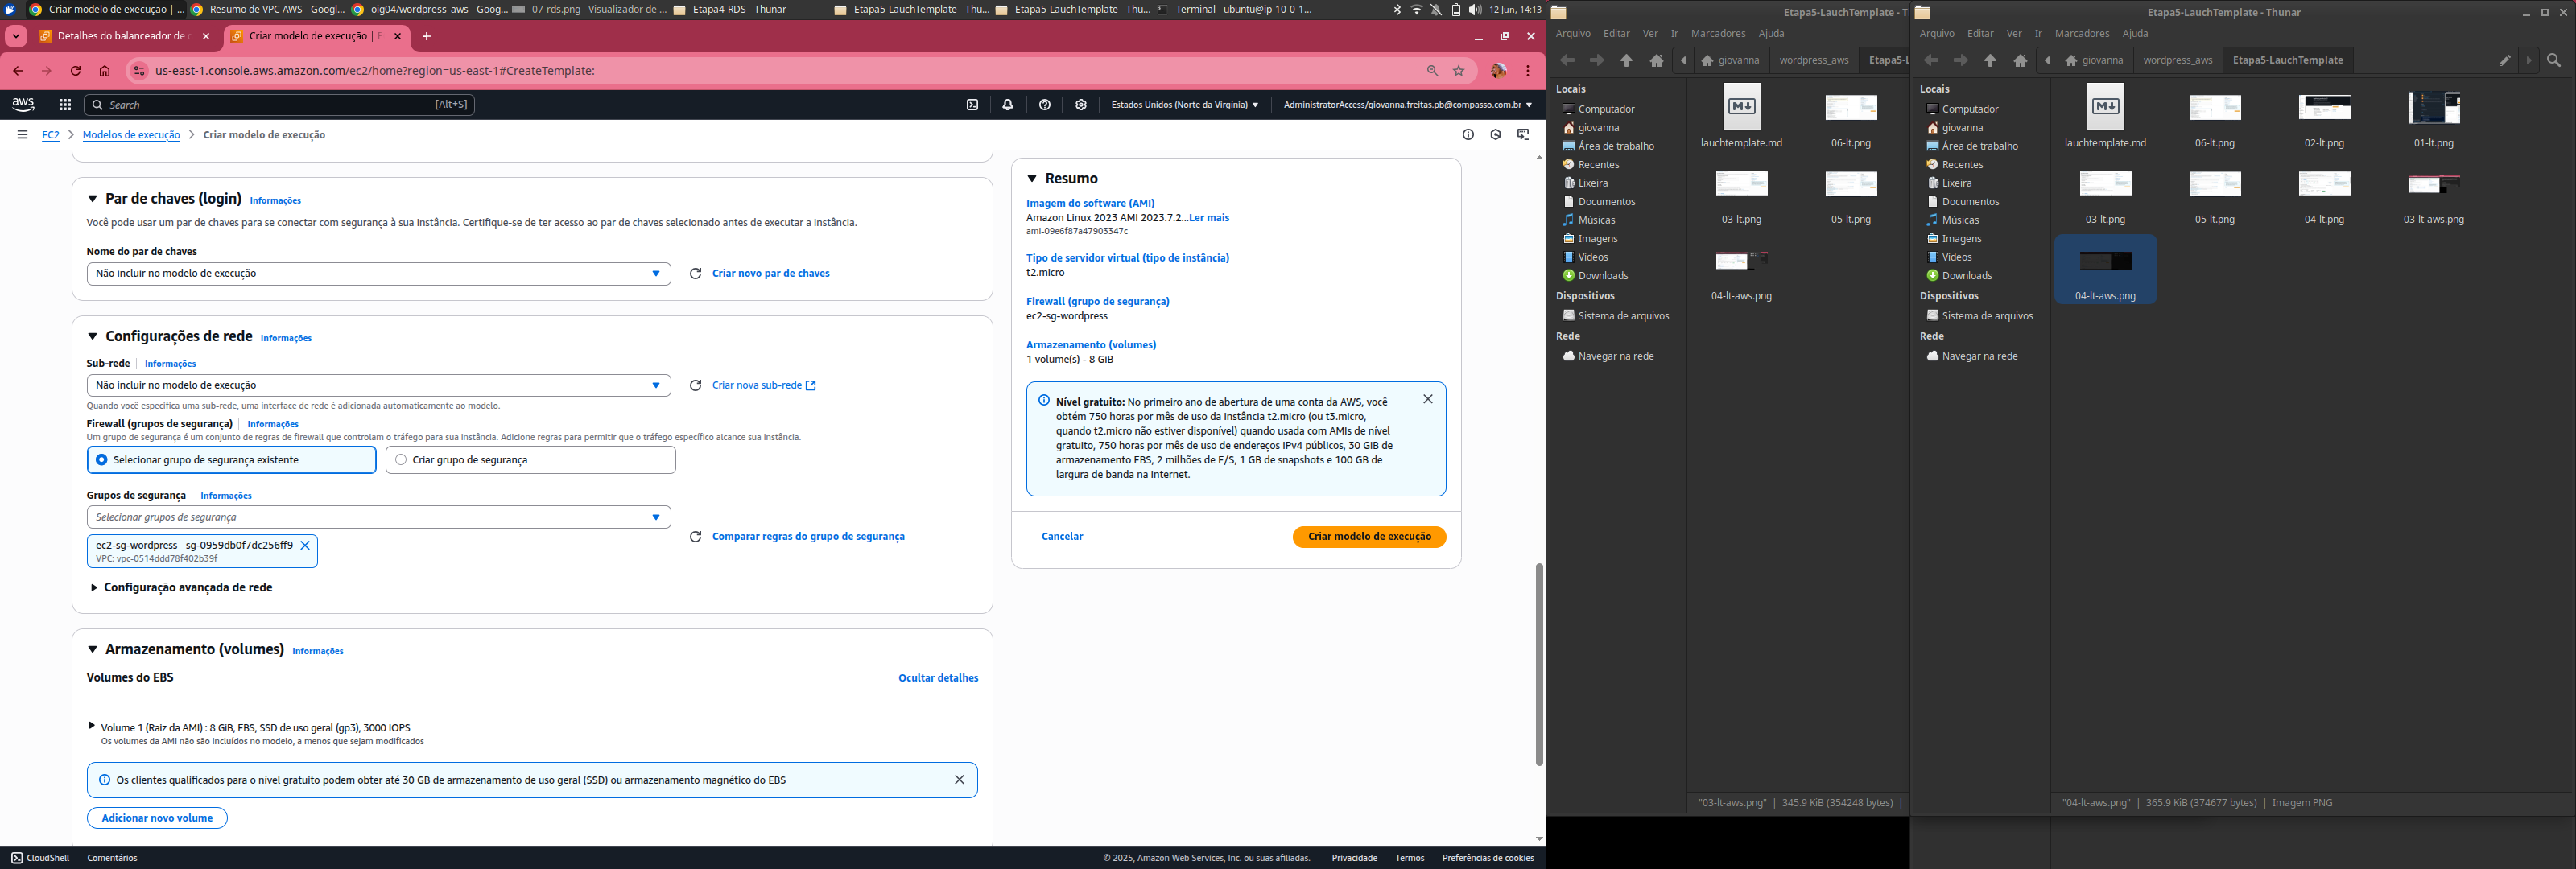 Criar modelo de execução | ...
Resumo de VPC AWS - Googl...
oig04/wordpress_aws - Goog...
07-rds.png - Visualizador de ...
Etapa4-RDS - Thunar
Etapa5-LauchTemplate - Thu...
Etapa5-LauchTemplate - Thu...
Terminal - ubuntu@ip-10-0-1...
12 Jun, 14:13
Detalhes do balanceador de c
Criar modelo de execução | E
us-east-1.console.aws.amazon.com/ec2/home?region=us-east-1#CreateTemplate:
aws
Search
[Alt+S]
Estados Unidos (Norte da Virgínia)
AdministratorAccess/giovanna.freitas.pb@compasso.com.br
EC2
Modelos de execução
Criar modelo de execução
Par de chaves (login)
Informações
Você pode usar um par de chaves para se conectar com segurança à sua instância. Certifique-se de ter acesso ao par de chaves selecionado antes de executar a instância.
Nome do par de chaves
Não incluir no modelo de execução
Criar novo par de chaves
Configurações de rede
Informações
Sub-rede
Informações
Não incluir no modelo de execução
Criar nova sub-rede
Quando você especifica uma sub-rede, uma interface de rede é adicionada automaticamente ao modelo.
Firewall (grupos de segurança)
Informações
Um grupo de segurança é um conjunto de regras de firewall que controlam o tráfego para sua instância. Adicione regras para permitir que o tráfego específico alcance sua instância.
Selecionar grupo de segurança existente
Criar grupo de segurança
Grupos de segurança
Informações
Selecionar grupos de segurança
ec2-sg-wordpress sg-0959db0f7dc256ff9
VPC: vpc-0514ddd78f402b39f
Comparar regras do grupo de segurança
Configuração avançada de rede
Armazenamento (volumes)
Informações
Volumes do EBS
Ocultar detalhes
Volume 1 (Raiz da AMI) : 8 GiB, EBS, SSD de uso geral (gp3), 3000 IOPS
Os volumes da AMI não são incluídos no modelo, a menos que sejam modificados
Os clientes qualificados para o nível gratuito podem obter até 30 GB de armazenamento de uso geral (SSD) ou armazenamento magnético do EBS
Adicionar novo volume
Resumo
Imagem do software (AMI)
Amazon Linux 2023 AMI 2023.7.2...Ler mais
ami-09e6f87a47903347c
Tipo de servidor virtual (tipo de instância)
t2.micro
Firewall (grupo de segurança)
ec2-sg-wordpress
Armazenamento (volumes)
1 volume(s) - 8 GiB
Nível gratuito: No primeiro ano de abertura de uma conta da AWS, você
obtém 750 horas por mês de uso da instância t2.micro (ou t3.micro,
quando t2.micro não estiver disponível) quando usada com AMIs de nível
gratuito, 750 horas por mês de uso de endereços IPv4 públicos, 30 GiB de
armazenamento EBS, 2 milhões de E/S, 1 GB de snapshots e 100 GB de
largura de banda na Internet.
Cancelar
Criar modelo de execução
CloudShell
Comentários
© 2025, Amazon Web Services, Inc. ou suas afiliadas.
Privacidade
Termos
Preferências de cookies
Etapa5-LauchTemplate - Th
Arquivo Editar Ver Ir Marcadores Ajuda
giovanna
wordpress_aws
Etapa5-L
Locais
Computador
giovanna
Área de trabalho
Recentes
Lixeira
Documentos
Músicas
Imagens
Vídeos
Downloads
Dispositivos
Sistema de arquivos
Rede
Navegar na rede
lauchtemplate.md
06-lt.png
03-lt.png
05-lt.png
04-lt-aws.png
"03-lt-aws.png" | 345.9 KiB (354248 bytes) |
Etapa5-LauchTemplate - Thunar
Arquivo Editar Ver Ir Marcadores Ajuda
giovanna
wordpress_aws
Etapa5-LauchTemplate
Locais
Computador
giovanna
Área de trabalho
Recentes
Lixeira
Documentos
Músicas
Imagens
Vídeos
Downloads
Dispositivos
Sistema de arquivos
Rede
Navegar na rede
lauchtemplate.md
06-lt.png
02-lt.png
01-lt.png
03-lt.png
05-lt.png
04-lt.png
03-lt-aws.png
04-lt-aws.png
"04-lt-aws.png" | 365.9 KiB (374677 bytes) | Imagem PNG